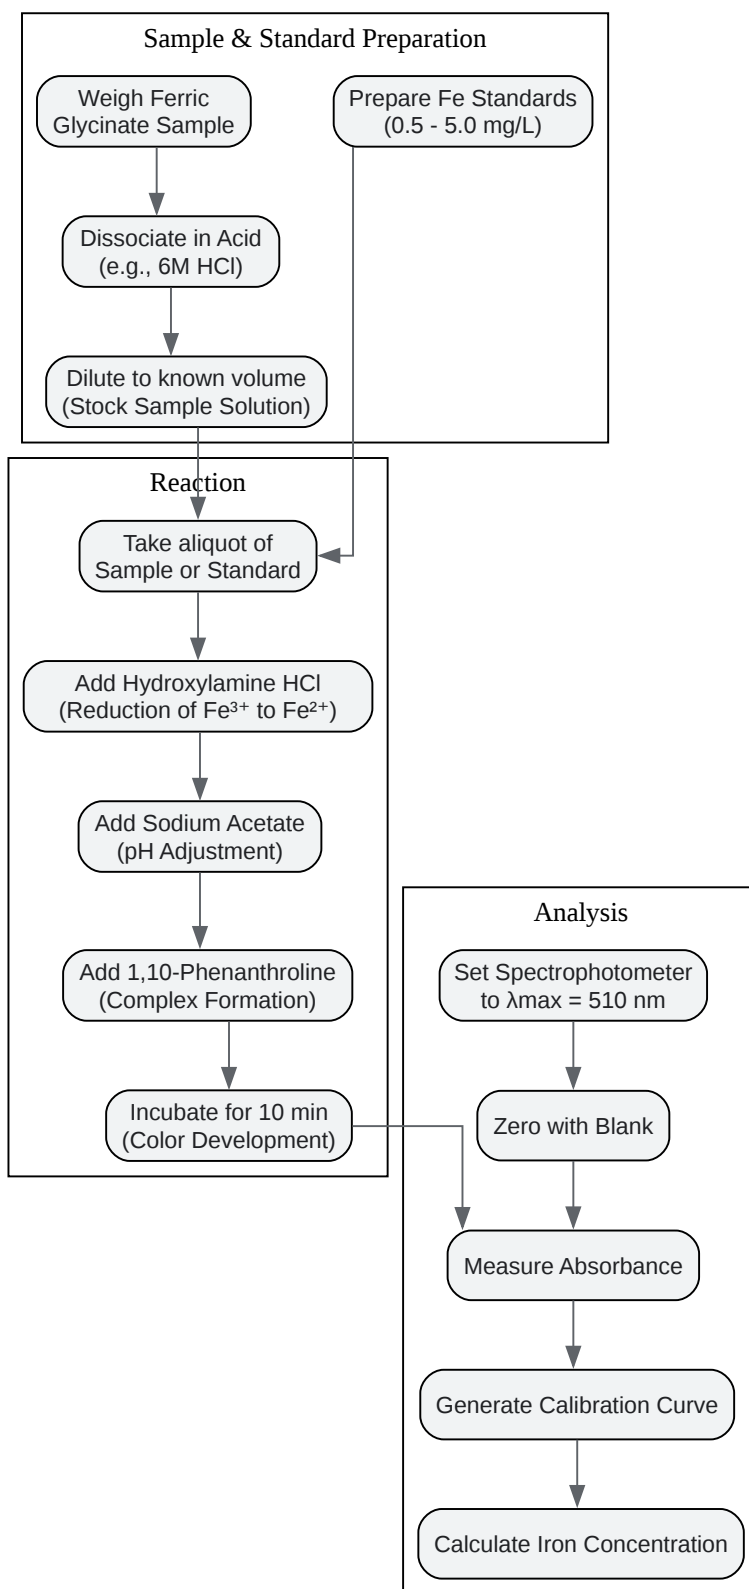 Sample & Standard Preparation
Weigh Ferric
Glycinate Sample
Prepare Fe Standards
(0.5 - 5.0 mg/L)
Dissociate in Acid
(e.g., 6M HCl)
Dilute to known volume
(Stock Sample Solution)
Reaction
Take aliquot of
Sample or Standard
Add Hydroxylamine HCl
(Reduction of Fe³⁺ to Fe²⁺)
Add Sodium Acetate
(pH Adjustment)
Add 1,10-Phenanthroline
(Complex Formation)
Incubate for 10 min
(Color Development)
Analysis
Set Spectrophotometer
to λmax = 510 nm
Zero with Blank
Measure Absorbance
Generate Calibration Curve
Calculate Iron Concentration